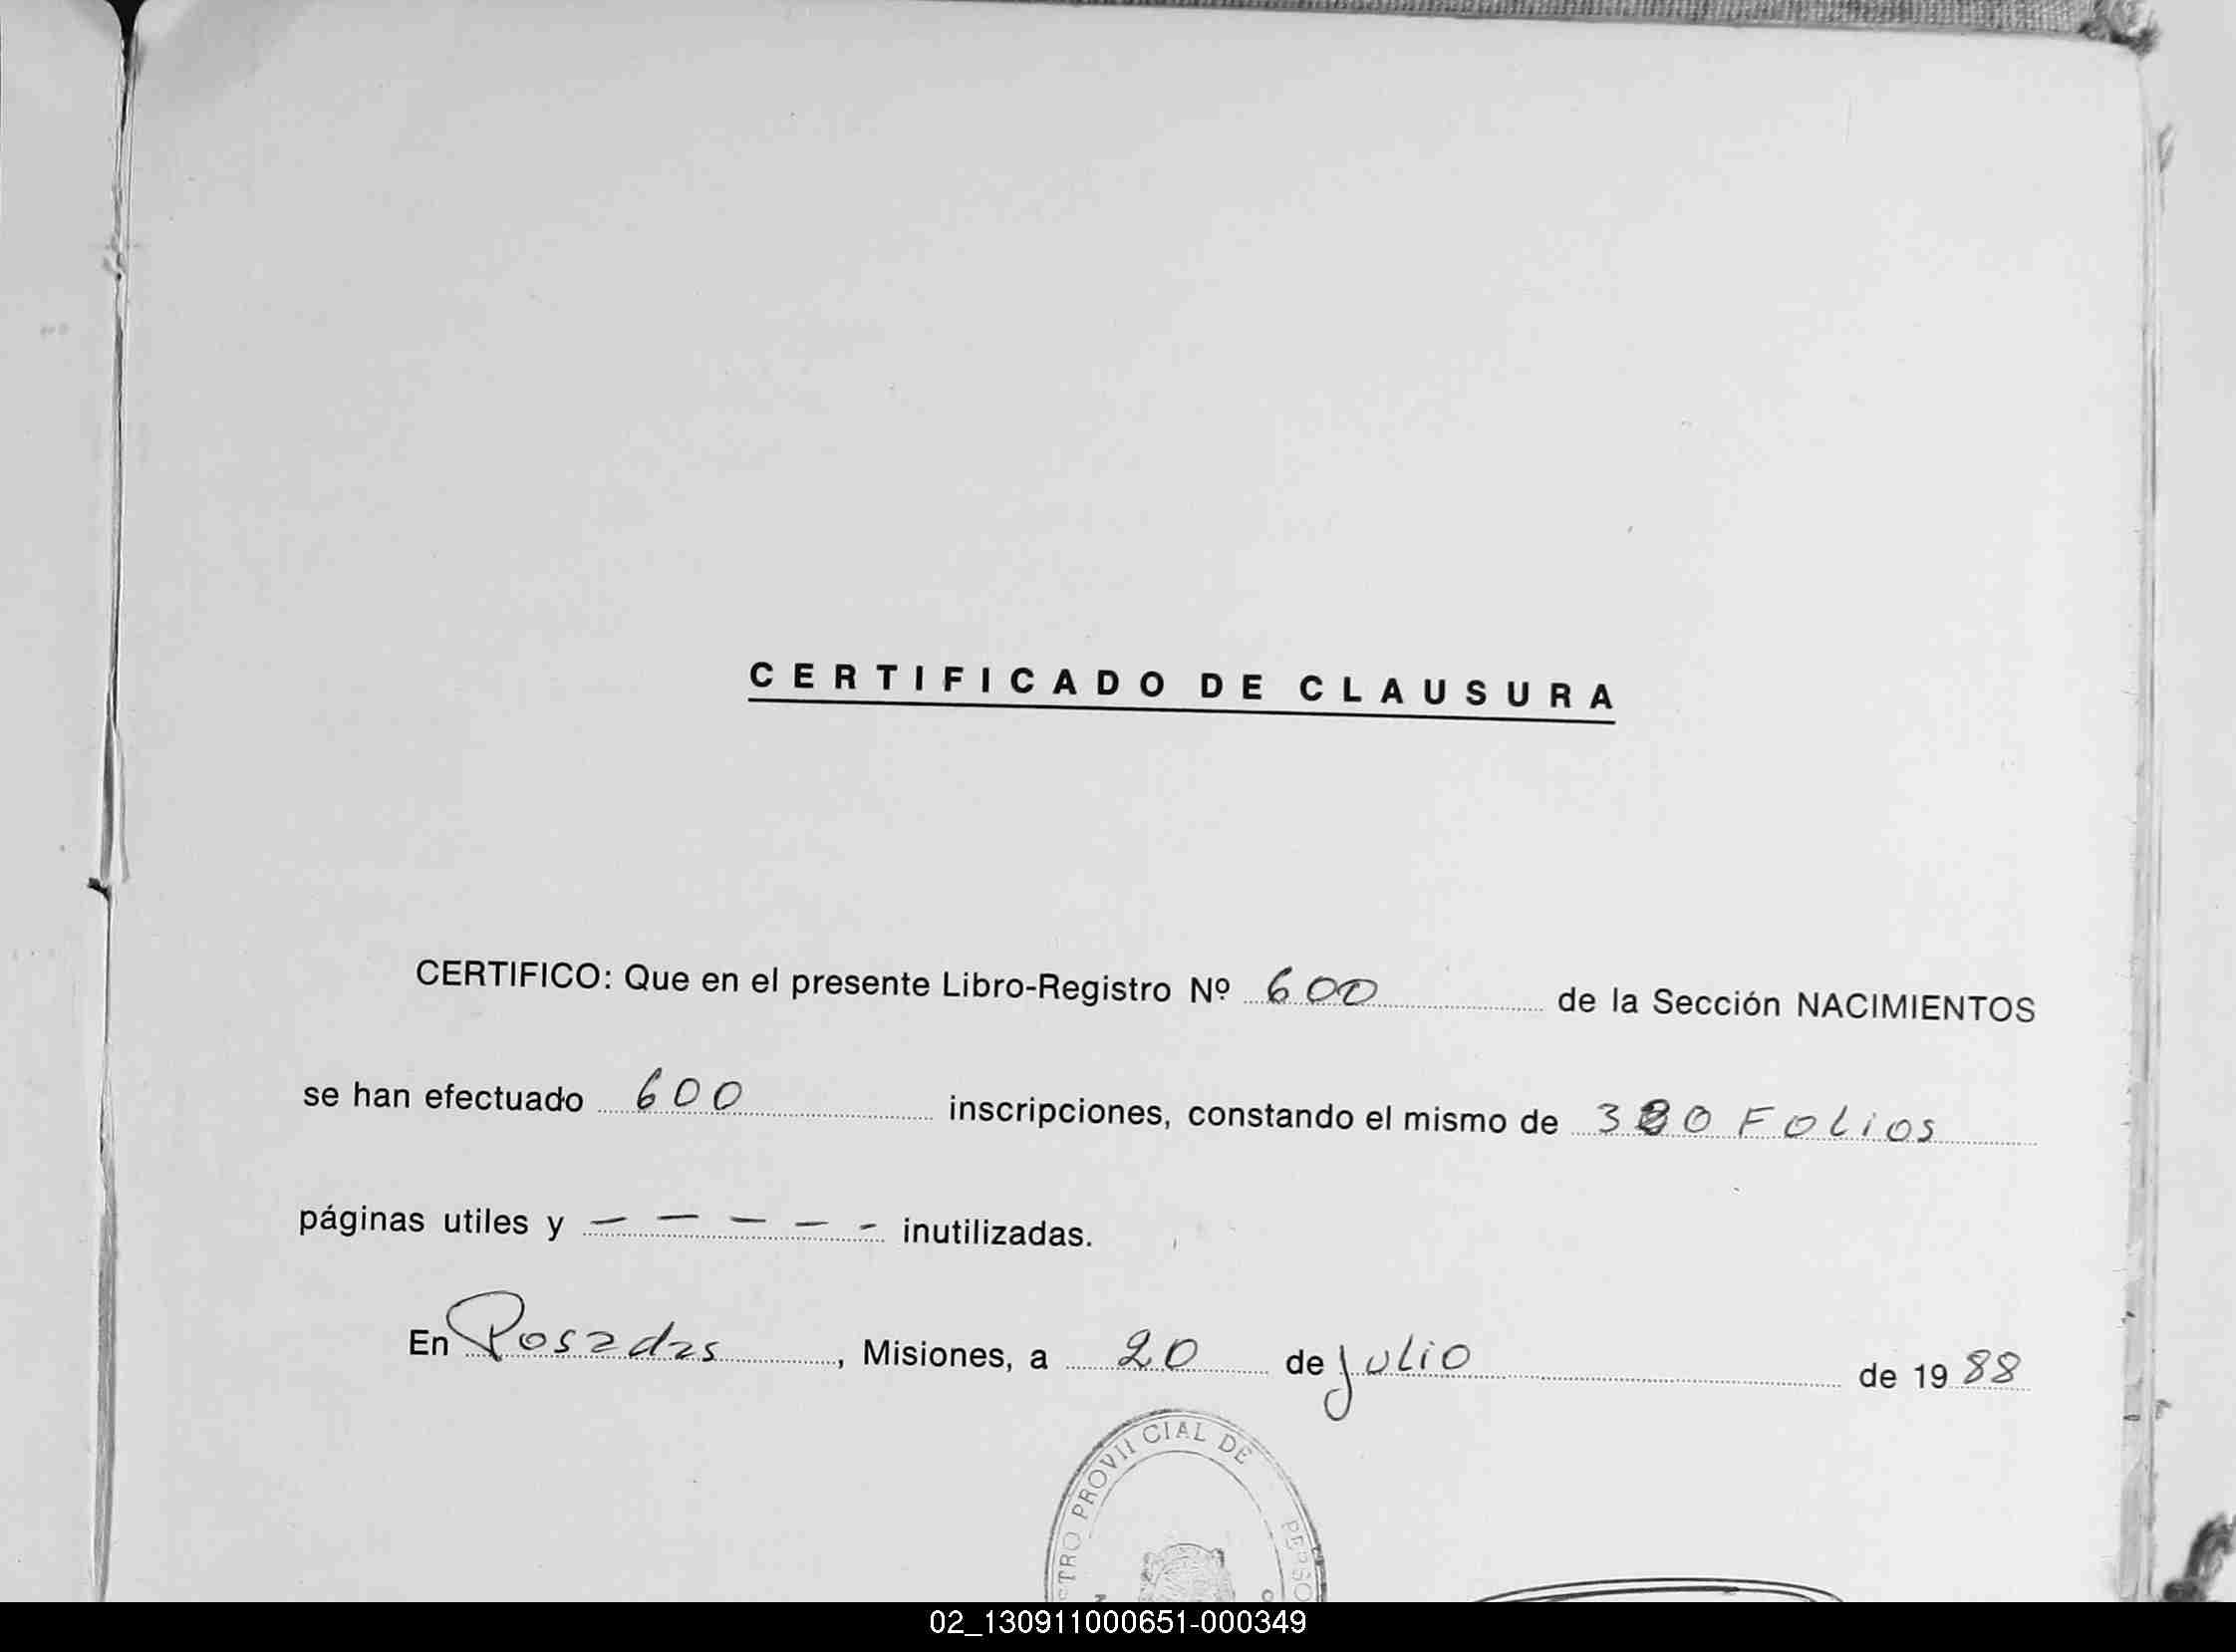 CERTIFICADO DE CLAUSURA
CERTIFICO: Que en el presente Libro-Registro Nº 600 de la Sección NACIMIENTOS
se han efectuado 600 inscripciones, constando el mismo de 300 Folios
páginas utiles y — — — — - inutilizadas.
En Posadas, Misiones, a 20 de julio de 1988
PROVINCIAL DE
02_130911000651-000349